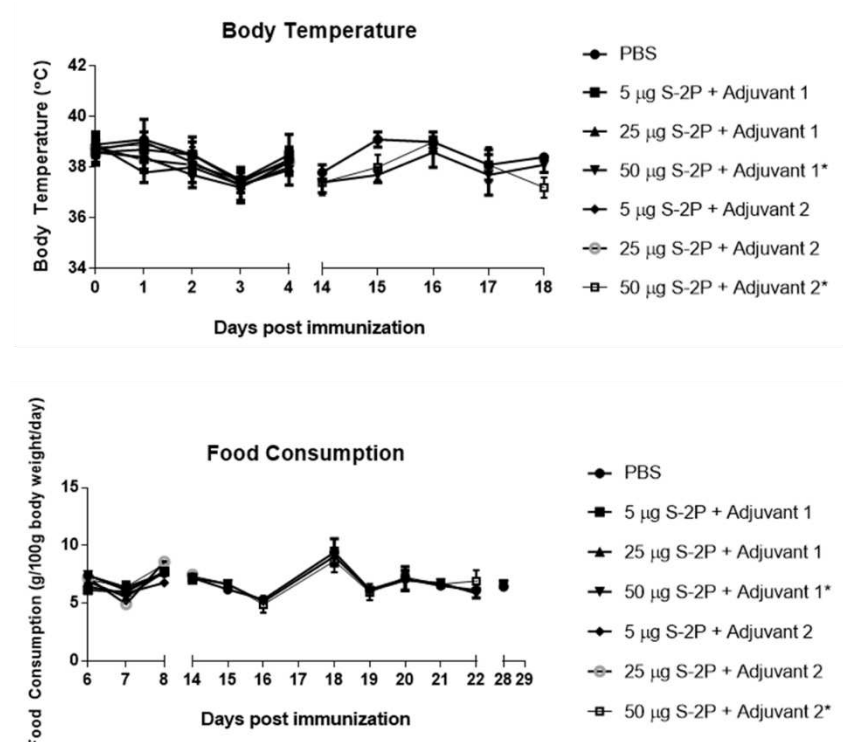 Body Temperature
Body Temperature (°C)
42
40
38
36
34
0 1 2 3 4 14 15 16 17 18
Days post immunization
PBS
5 μg S-2P + Adjuvant 1
25 μg S-2P + Adjuvant 1
50 μg S-2P + Adjuvant 1*
5 μg S-2P + Adjuvant 2
25 μg S-2P + Adjuvant 2
50 μg S-2P + Adjuvant 2*
Food Consumption
Food Consumption (g/100g body weight/day)
15
10
5
0
6 7 8 14 15 16 17 18 19 20 21 22 28 29
Days post immunization
PBS
5 μg S-2P + Adjuvant 1
25 μg S-2P + Adjuvant 1
50 μg S-2P + Adjuvant 1*
5 μg S-2P + Adjuvant 2
25 μg S-2P + Adjuvant 2
50 μg S-2P + Adjuvant 2*